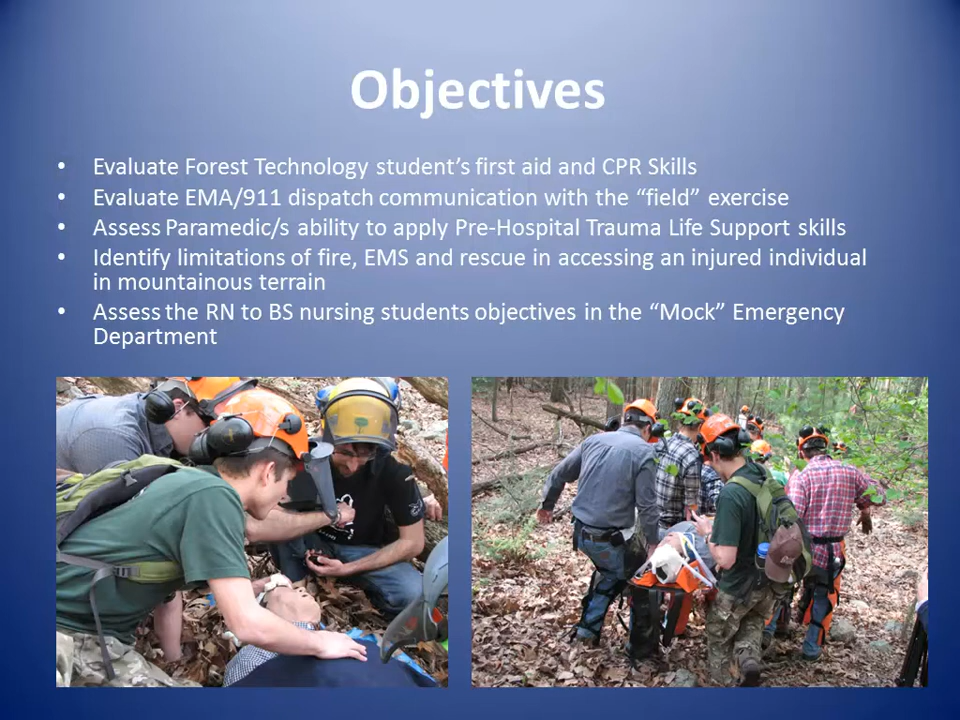 Objectives
• Evaluate Forest Technology student's first aid and CPR Skills
• Evaluate EMA/911 dispatch communication with the “field” exercise
• Assess Paramedic/s ability to apply Pre-Hospital Trauma Life Support skills
• Identify limitations of fire, EMS and rescue in accessing an injured individual
in mountainous terrain
• Assess the RN to BS nursing students objectives in the “Mock” Emergency
Department